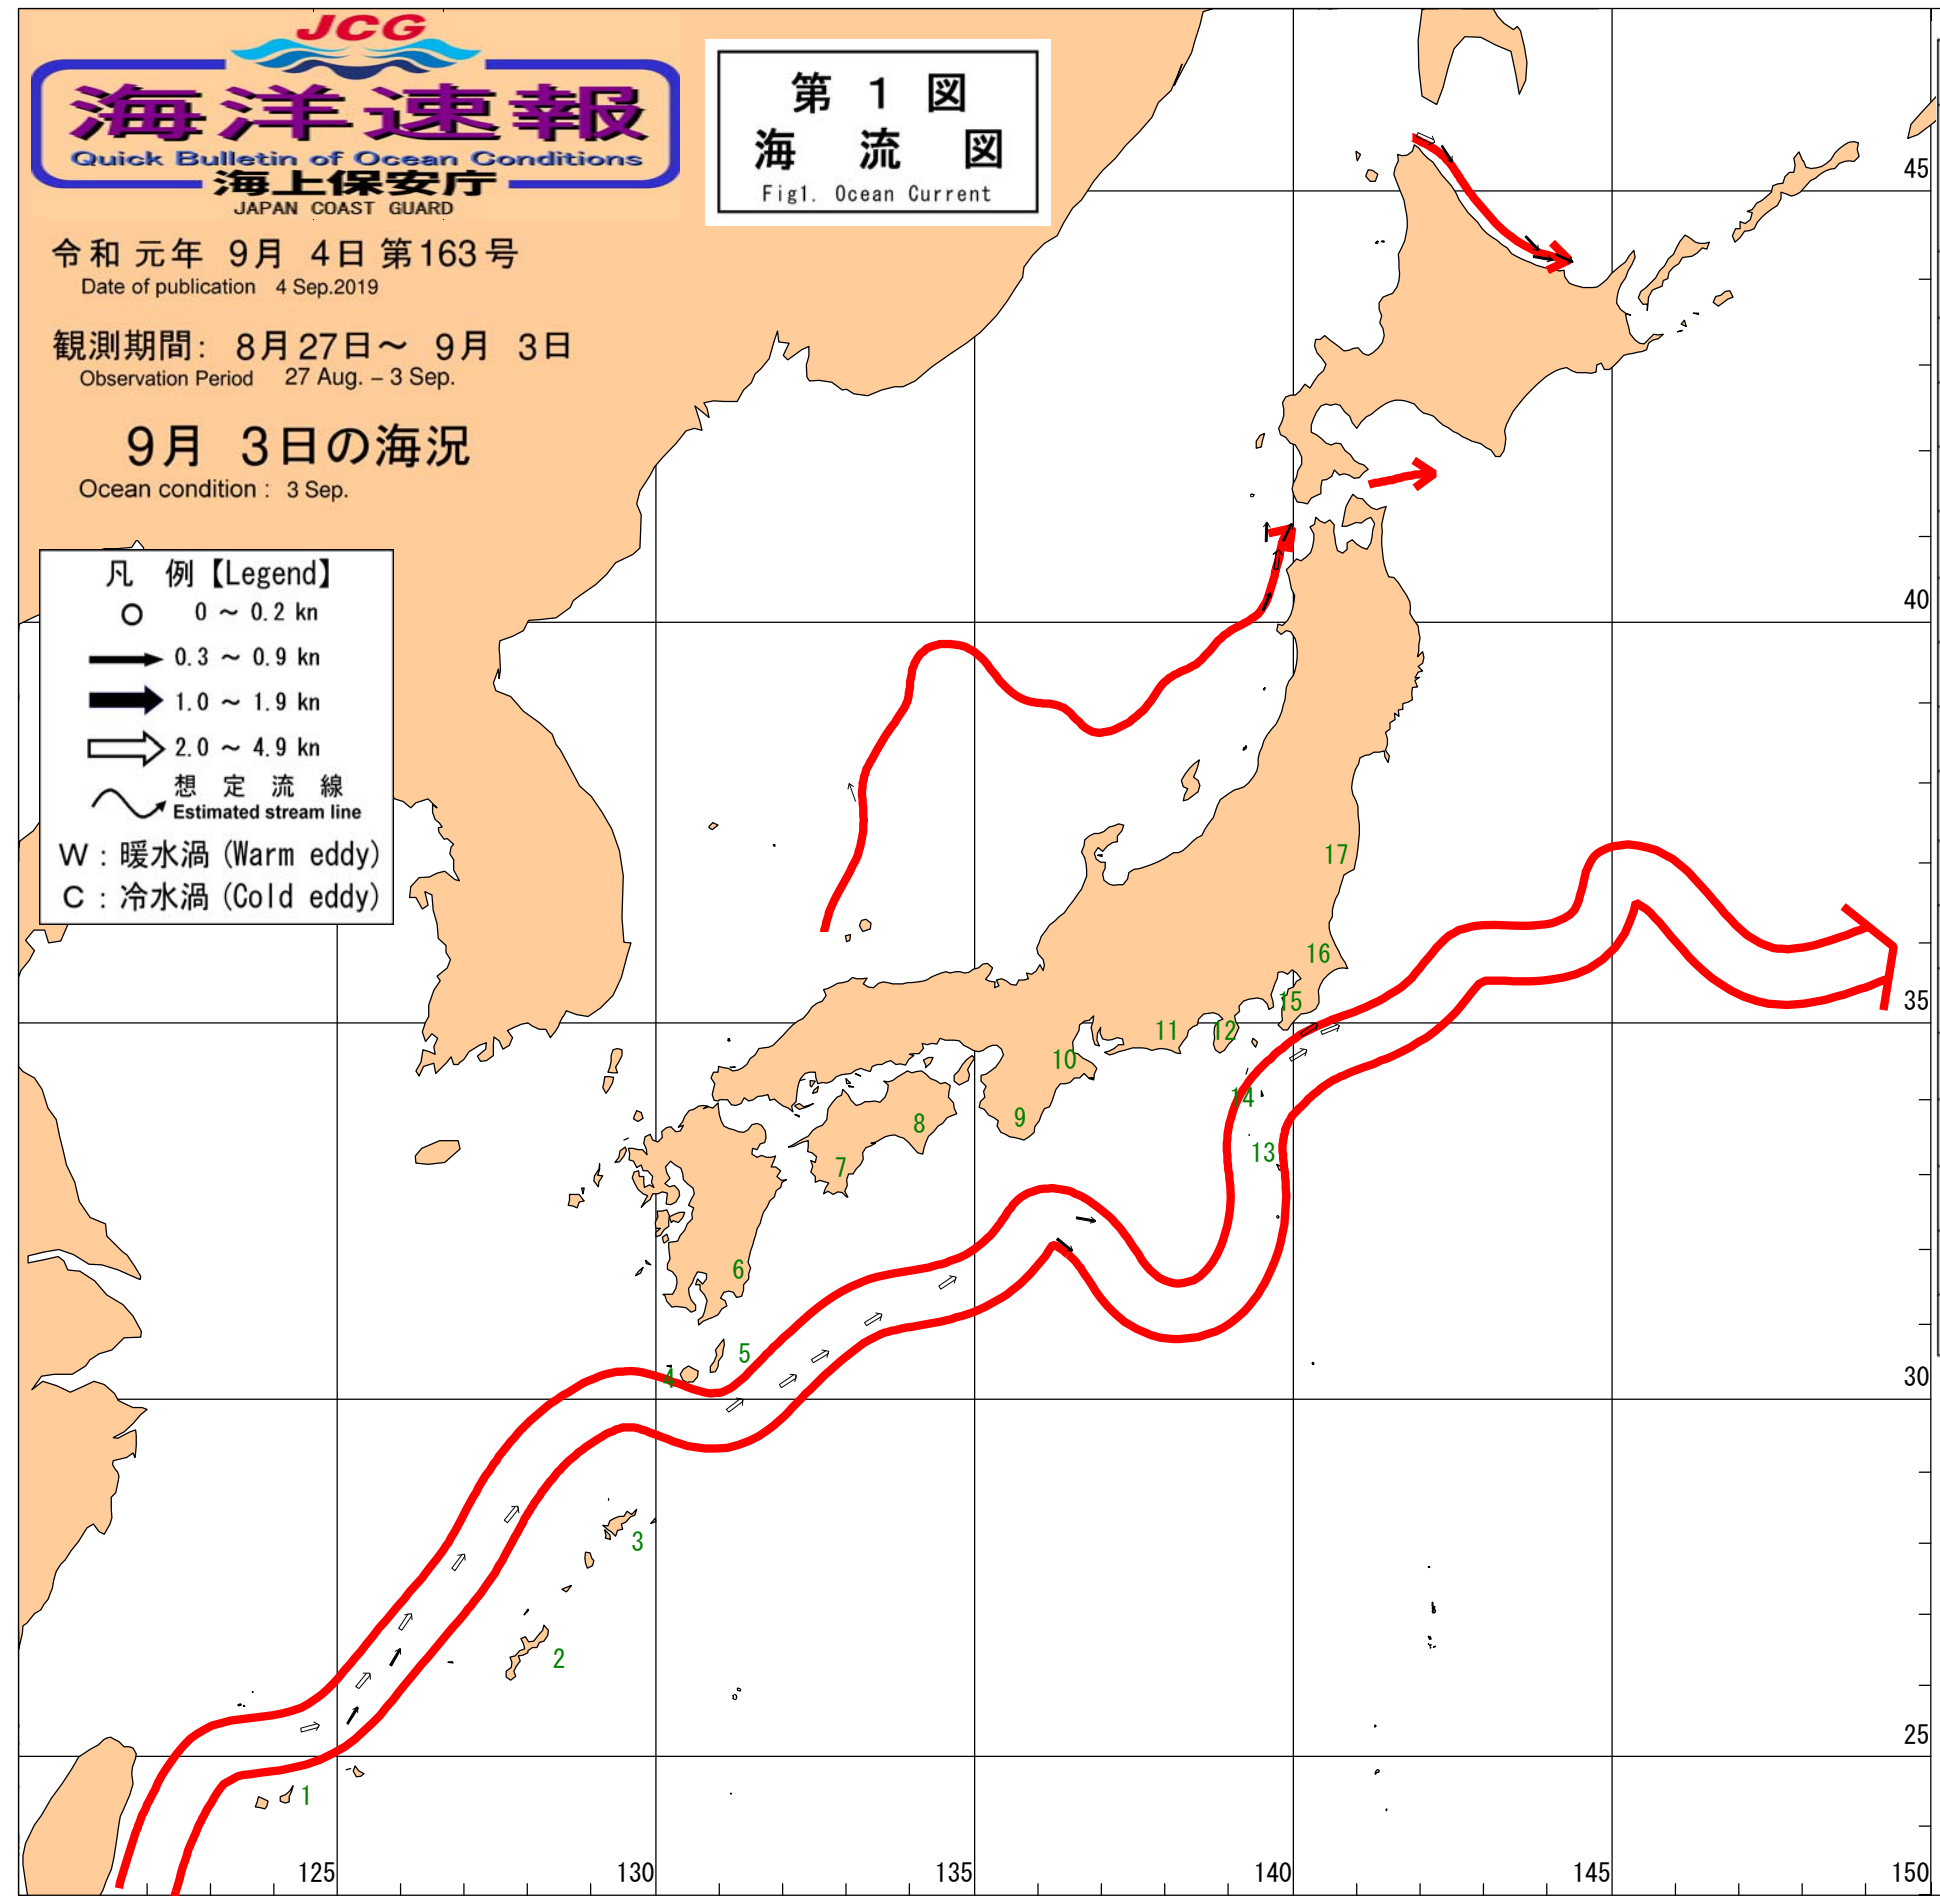 JCG
海洋速報
Quick Bulletin of Ocean Conditions
海上保安庁
JAPAN COAST GUARD
第 1 図
海 流 図
Fig1. Ocean Current
令和 元年 9月 4日 第163号
Date of publication 4 Sep.2019
観測期間: 8月27日～ 9月 3日
Observation Period 27 Aug. – 3 Sep.
9月 3日の海況
Ocean condition : 3 Sep.
凡 例【Legend】
0 ～ 0.2 kn
0.3 ～ 0.9 kn
1.0 ～ 1.9 kn
2.0 ～ 4.9 kn
想 定 流 線
Estimated stream line
W : 暖水渦 (Warm eddy)
C : 冷水渦 (Cold eddy)
45
40
17
16
35
15
12
11
10
14
9
8
13
7
6
5
4
30
3
2
25
1
125
130
135
140
145
150